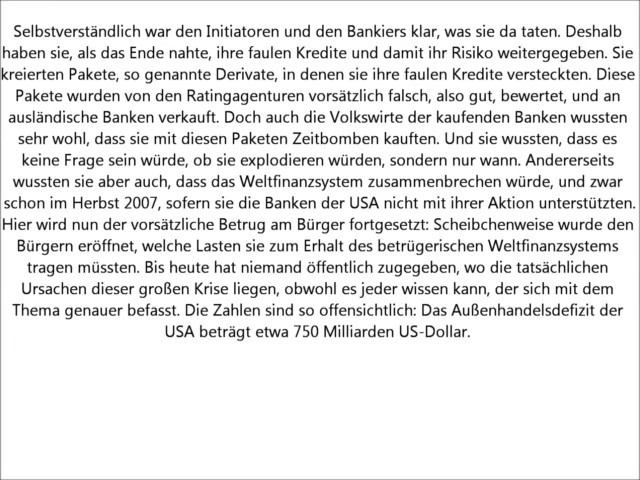 Selbstverständlich war den Initiatoren und den Bankiers klar, was sie da taten. Deshalb
haben sie, als das Ende nahte, ihre faulen Kredite und damit ihr Risiko weitergegeben. Sie
kreierten Pakete, so genannte Derivate, in denen sie ihre faulen Kredite versteckten. Diese
Pakete wurden von den Ratingagenturen vorsätzlich falsch, also gut, bewertet, und an
ausländische Banken verkauft. Doch auch die Volkswirte der kaufenden Banken wussten
sehr wohl, dass sie mit diesen Paketen Zeitbomben kauften. Und sie wussten, dass es
keine Frage sein würde, ob sie explodieren würden, sondern nur wann. Andererseits
wussten sie aber auch, dass das Weltfinanzsystem zusammenbrechen würde, und zwar
schon im Herbst 2007, sofern sie die Banken der USA nicht mit ihrer Aktion unterstützten.
Hier wird nun der vorsätzliche Betrug am Bürger fortgesetzt: Scheibchenweise wurde den
Bürgern eröffnet, welche Lasten sie zum Erhalt des betrügerischen Weltfinanzsystems
tragen müssten. Bis heute hat niemand öffentlich zugegeben, wo die tatsächlichen
Ursachen dieser großen Krise liegen, obwohl es jeder wissen kann, der sich mit dem
Thema genauer befasst. Die Zahlen sind so offensichtlich: Das Außenhandelsdefizit der
USA beträgt etwa 750 Milliarden US-Dollar.